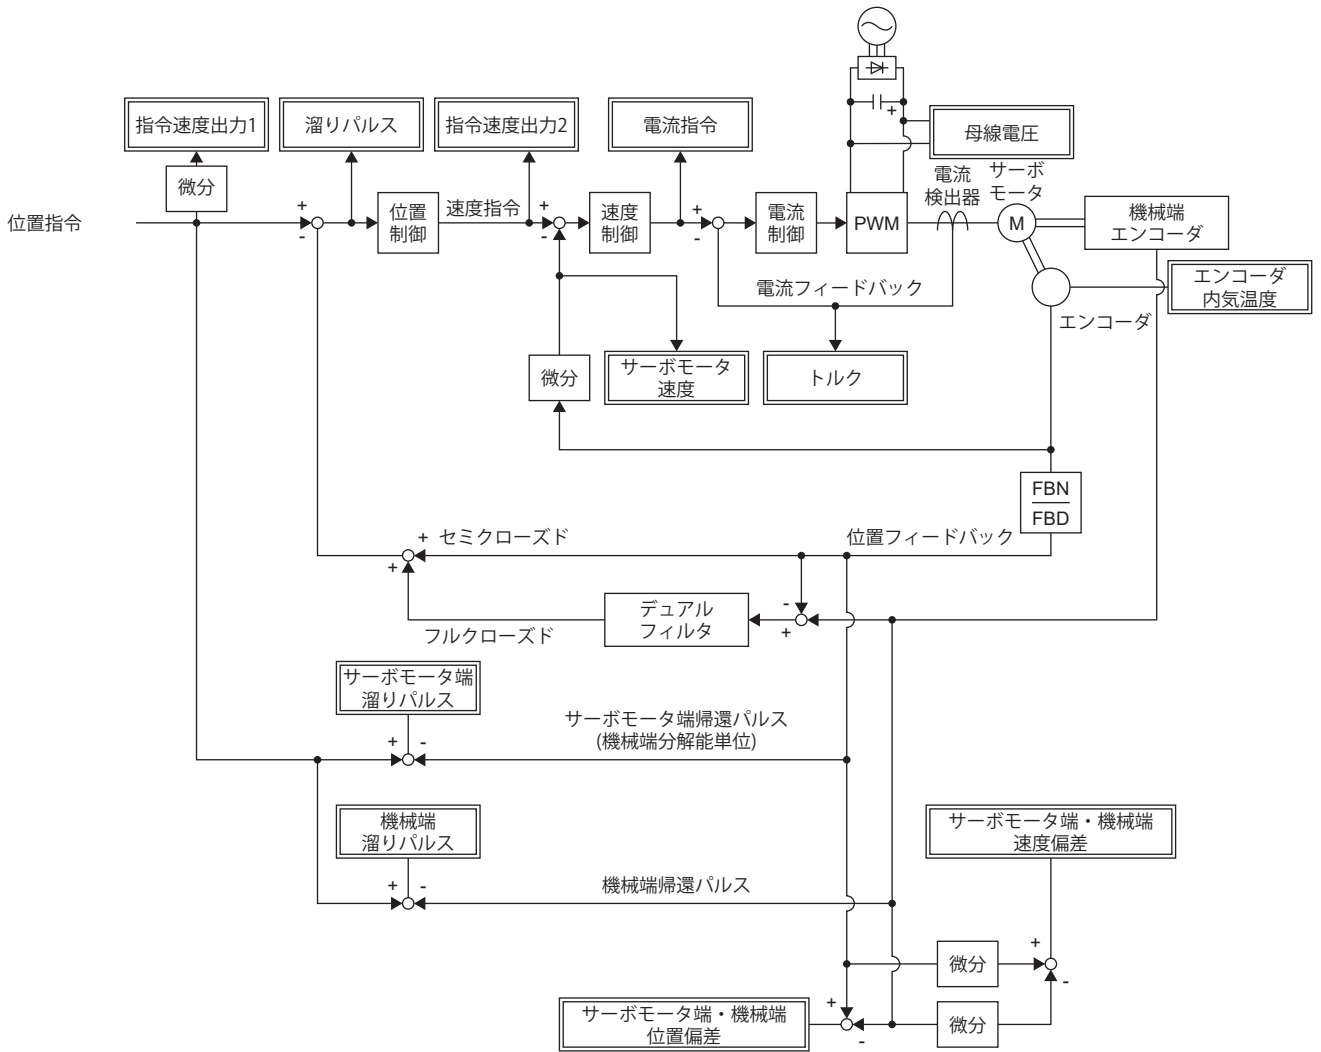 指令速度出力1
溜りパルス
指令速度出力2
電流指令
+
母線電圧
微分
電流
検出器
サーボ
モータ
位置指令
+
-
位置
制御
速度指令
+
-
速度
制御
+
-
電流
制御
PWM
M
機械端
エンコーダ
エンコーダ
内気温度
電流フィードバック
エンコーダ
微分
サーボモータ
速度
トルク
FBN
FBD
+
セミクローズド
位置フィードバック
+
フルクローズド
デュアル
フィルタ
-
+
サーボモータ端
溜りパルス
サーボモータ端帰還パルス
(機械端分解能単位)
+
-
機械端
溜りパルス
サーボモータ端・機械端
速度偏差
+
-
機械端帰還パルス
微分
+
-
サーボモータ端・機械端
位置偏差
+
-
微分